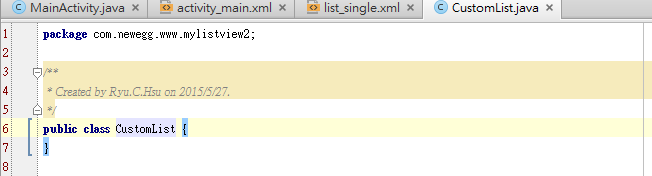 MainActivity.java
activity_main.xml
list_single.xml
CustomList.java
1 package com.newegg.www.mylistview2;
2
3 /**
4 * Created by Ryu.C.Hsu on 2015/5/27.
5 */
6 public class CustomList {
7 }
8